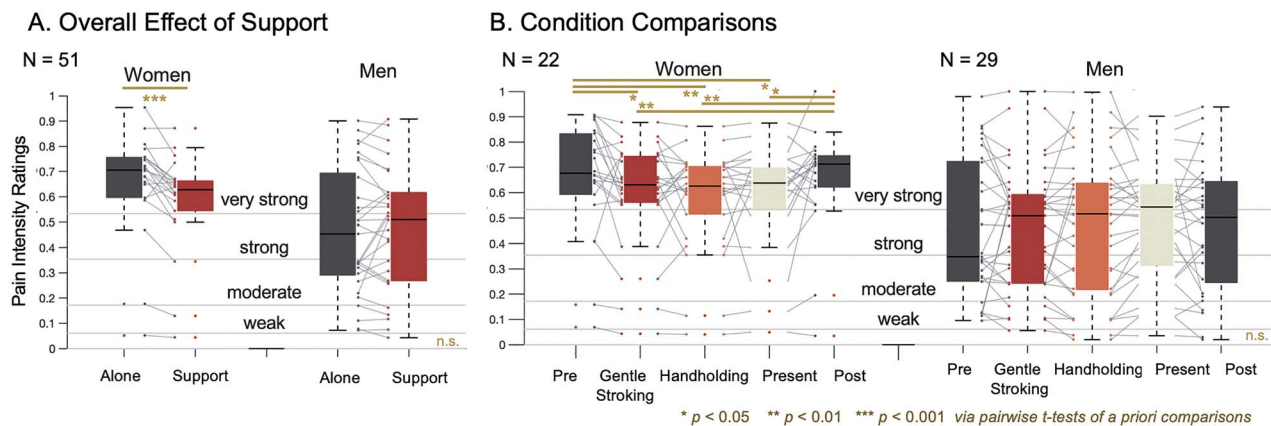 A. Overall Effect of Support
N = 51
Women
Men
***
Pain Intensity Ratings
1
0.9
0.8
0.7
0.6
0.5
0.4
0.3
0.2
0.1
0
very strong
strong
moderate
weak
n.s.
Alone
Support
Alone
Support
B. Condition Comparisons
N = 22
Women
N = 29
Men
* ** * ** ** *
1
0.9
0.8
0.7
0.6
0.5
0.4
0.3
0.2
0.1
0
very strong
strong
moderate
weak
n.s.
Pre
Gentle
Stroking
Handholding
Present
Post
Pre
Gentle
Stroking
Handholding
Present
Post
* p < 0.05 ** p < 0.01 *** p < 0.001 via pairwise t-tests of a priori comparisons